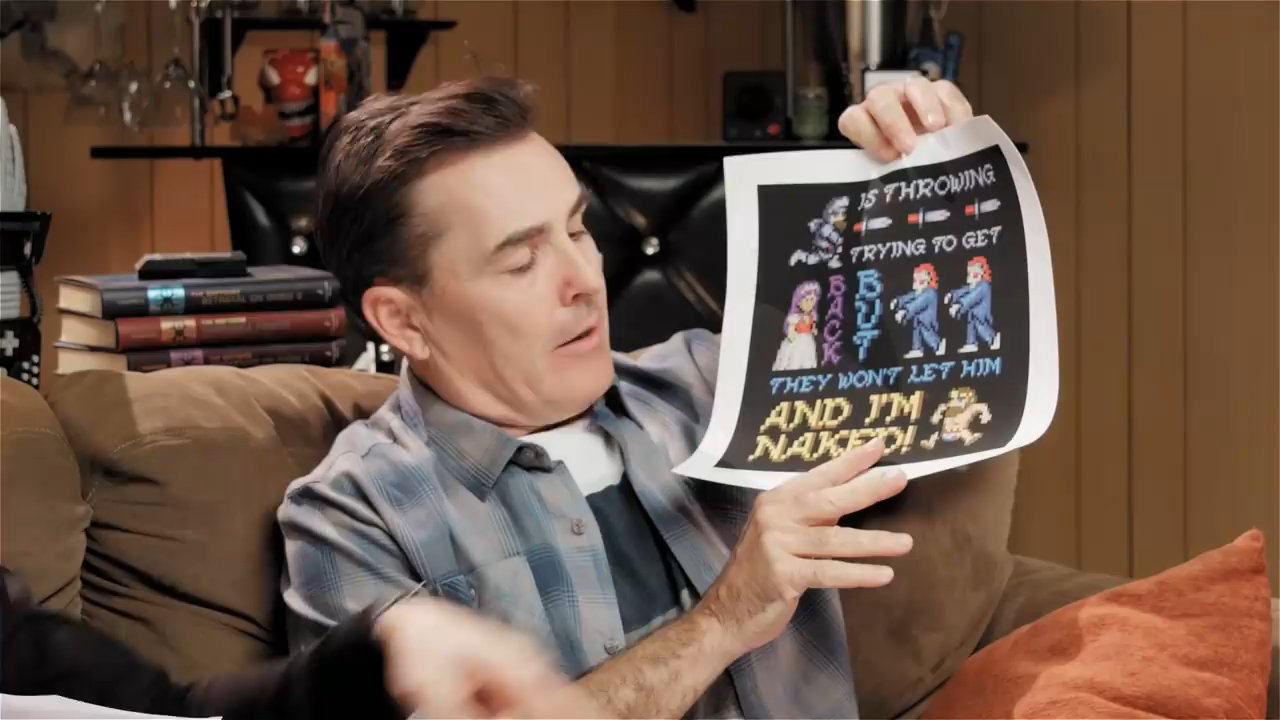 IS THROWING
TRYING TO GET
BACK
BUT
THEY WON'T LET HIM
AND I'M
NAKED!